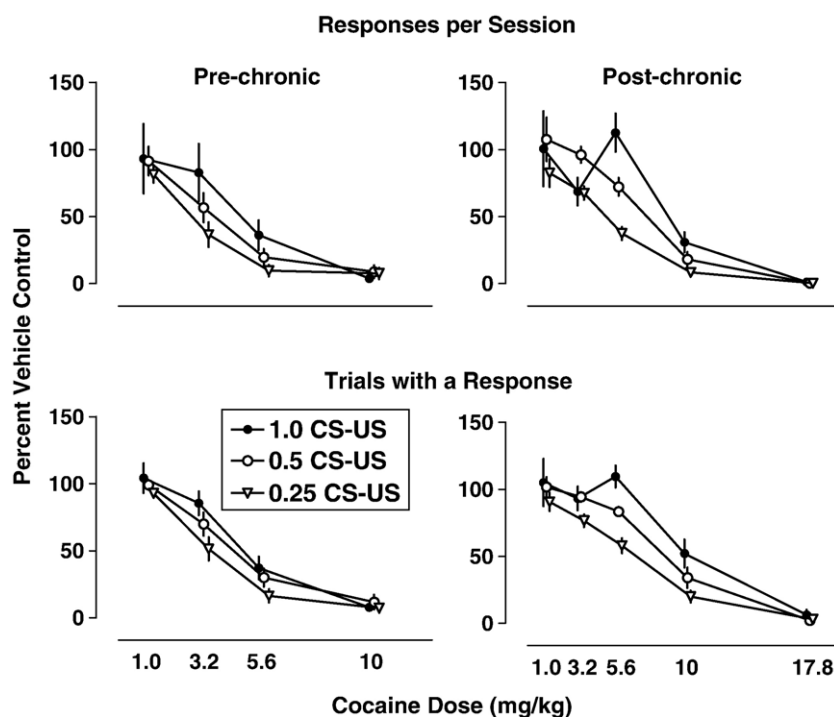 Responses per Session
Pre-chronic
Post-chronic
150
100
50
0
150
100
50
0
Percent Vehicle Control
Trials with a Response
150
100
50
0
1.0 CS-US
0.5 CS-US
0.25 CS-US
150
100
50
0
1.0 3.2 5.6 10
1.0 3.2 5.6 10 17.8
Cocaine Dose (mg/kg)